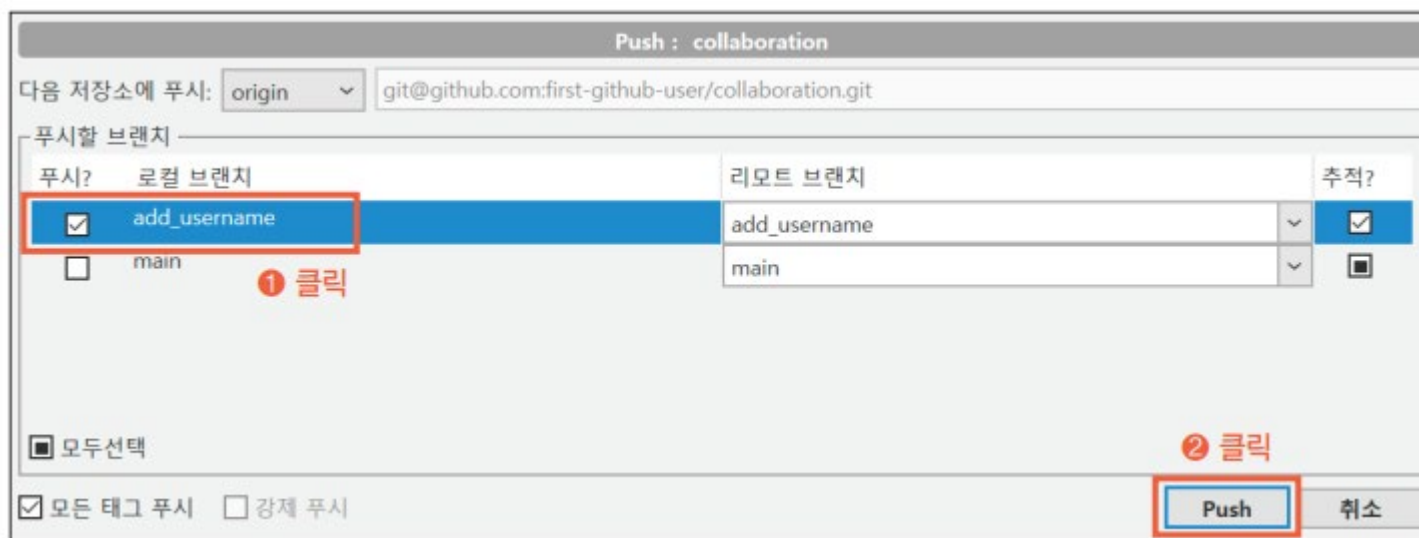 Push : collaboration
다음 저장소에 푸시: origin git@github.com:first-github-user/collaboration.git
푸시할 브랜치
푸시? 로컬 브랜치 리모트 브랜치 추적?
add_username add_username
main main
❶ 클릭
모두선택
❷ 클릭
모든 태그 푸시 강제 푸시 Push 취소